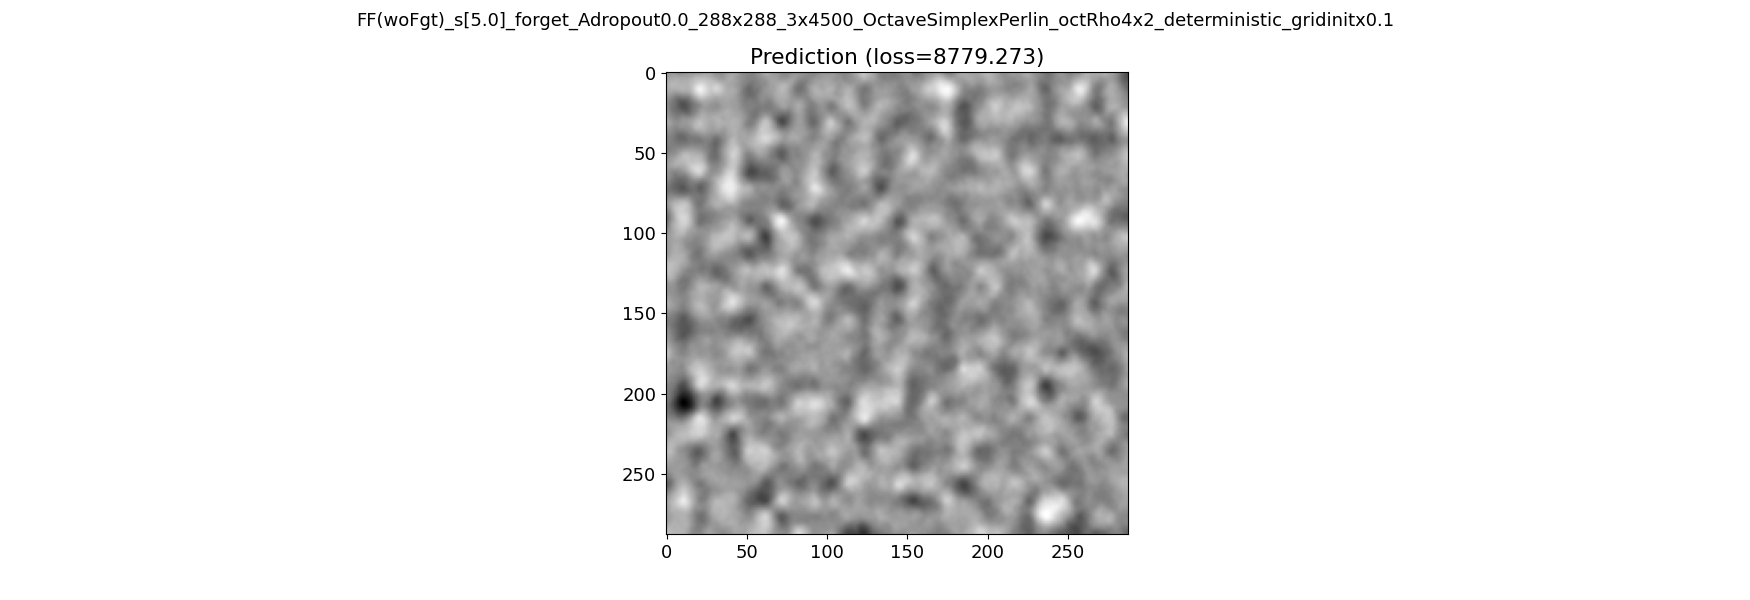 FF(woFgt)_s[5.0]_forget_Adropout0.0_288x288_3x4500_OctaveSimplexPerlin_octRho4x2_deterministic_gridinitx0.1
Prediction (loss=8779.273)
0
50
100
150
200
250
0 50 100 150 200 250